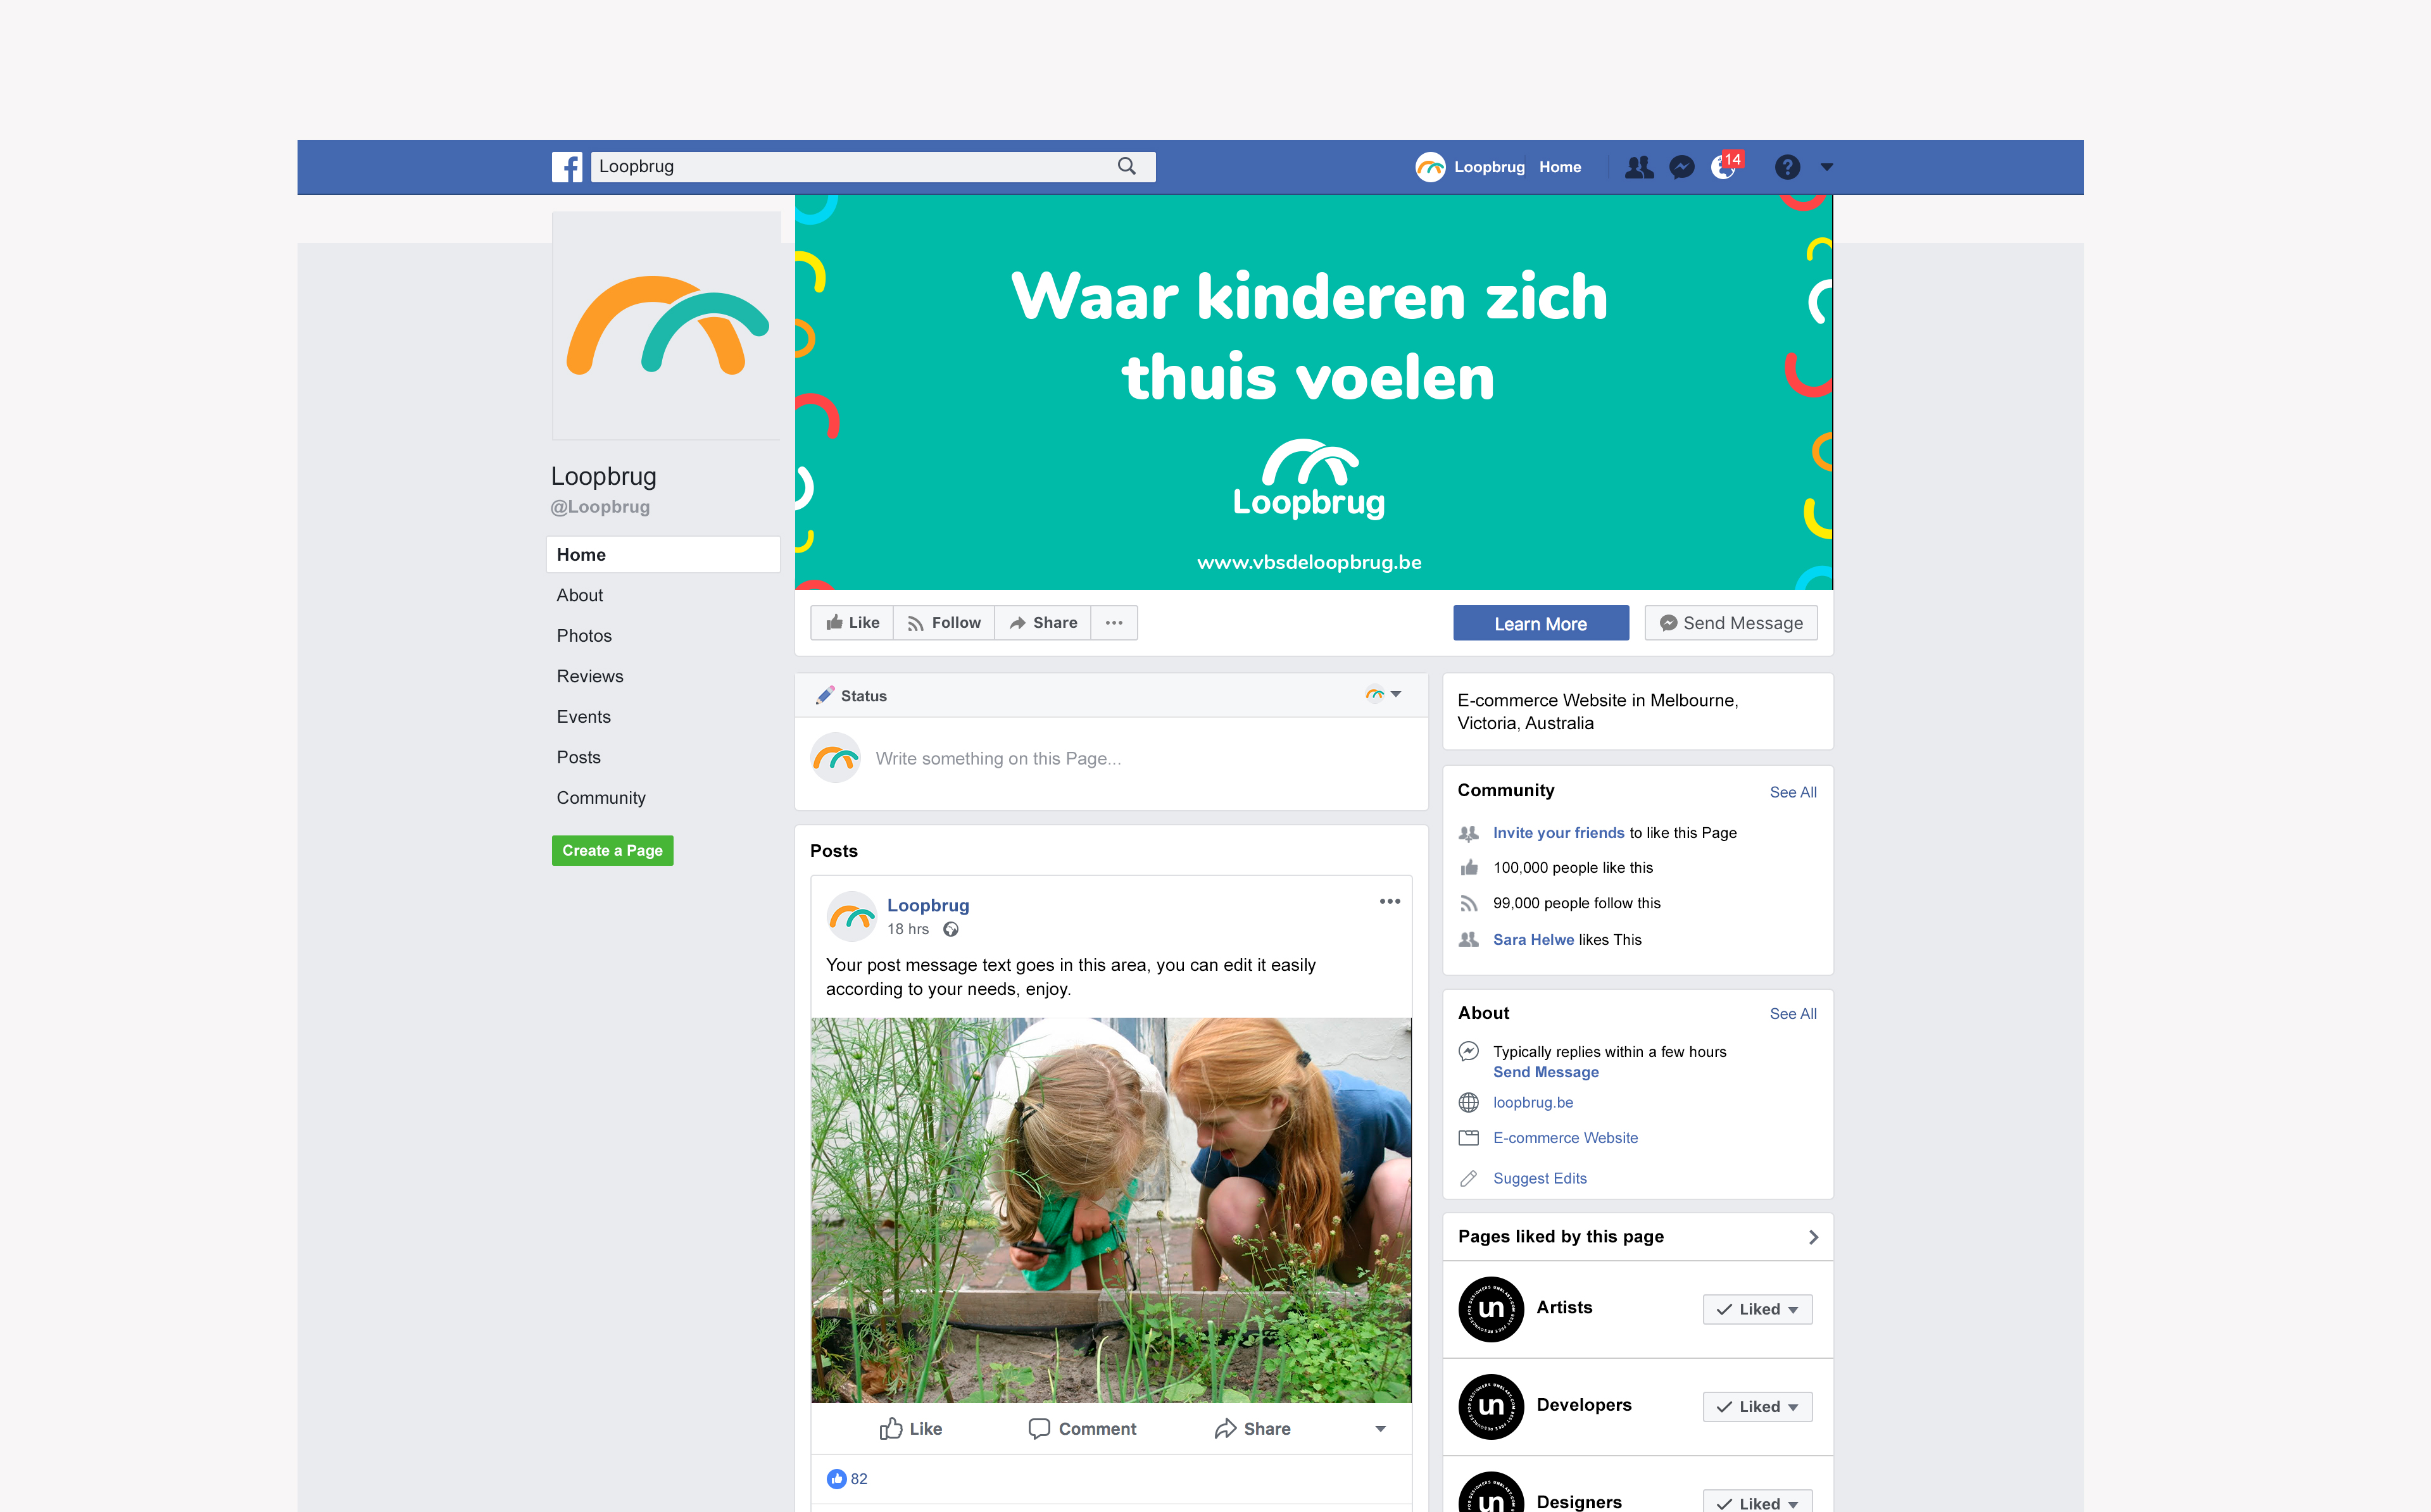 Loopbrug
Loopbrug Home
14
?
Loopbrug
@Loopbrug
Home
About
Photos
Reviews
Events
Posts
Community
Create a Page
Waar kinderen zich
thuis voelen
Loopbrug
www.vbsdeloopbrug.be
Like Follow Share
Learn More Send Message
Status
Write something on this Page...
Posts
Loopbrug
18 hrs
Your post message text goes in this area, you can edit it easily
according to your needs, enjoy.
Like Comment Share
82
E-commerce Website in Melbourne,
Victoria, Australia
Community See All
Invite your friends to like this Page
100,000 people like this
99,000 people follow this
Sara Helwe likes This
About See All
Typically replies within a few hours
Send Message
loopbrug.be
E-commerce Website
Suggest Edits
Pages liked by this page
un
Artists
Liked
un
Developers
Liked
un
Designers
Liked